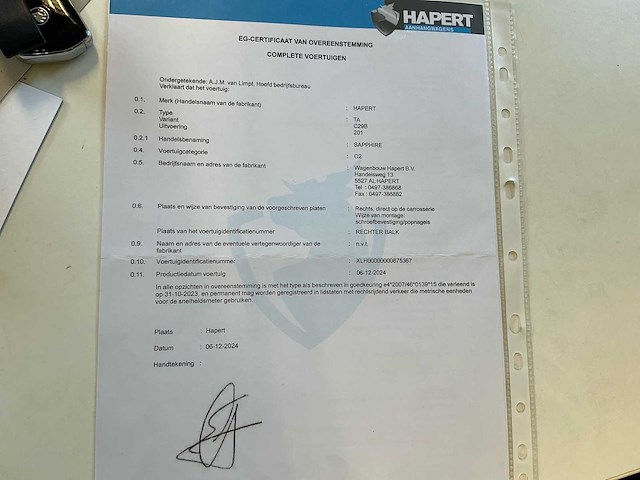 HAPERT
AANHANGWAGENS
EG-CERTIFICAAT VAN OVEREENSTEMMING
COMPLETE VOERTUIGEN
Ondergetekende: A.J.M. van Limpt, Hoofd bedrijfsbureau
Verklaart dat het voertuig:
0.1. Merk (Handelsnaam van de fabrikant) : HAPERT
0.2. Type : TA
Variant C29B
Uitvoering 201
0.2.1 Handelsbenaming : SAPPHIRE
0.4. Voertuigcategorie : O2
0.5. Bedrijfsnaam en adres van de fabrikant : Wagenbouw Hapert B.V.
Handelsweg 13
5527 AL HAPERT
Tel : 0497-386868
Fax : 0497-386882
0.6: Plaats en wijze van bevestiging van de voorgeschreven platen : Rechts, direct op de carrosserie
Wijze van montage:
schroefbevestiging/popnagels
Plaats van het voertuigidentificatienummer : RECHTER BALK
0.9. Naam en adres van de eventuele vertegenwoordiger van de : n.v.t.
fabrikant
0.10. Voertuigidentificatienummer : XLH00000000875367
0.11. Productiedatum voertuig : 06-12-2024
In alle opzichten in overeenstemming is met het type als beschreven in goedkeuring e4*2007/46*0139*15 die verleend is
op 31-10-2023, en permanent mag worden geregistreerd in lidstaten met rechtsrijdend verkeer die metrische eenheden
voor de snelheidsmeter gebruiken.
Plaats : Hapert
Datum : 06-12-2024
Handtekening :